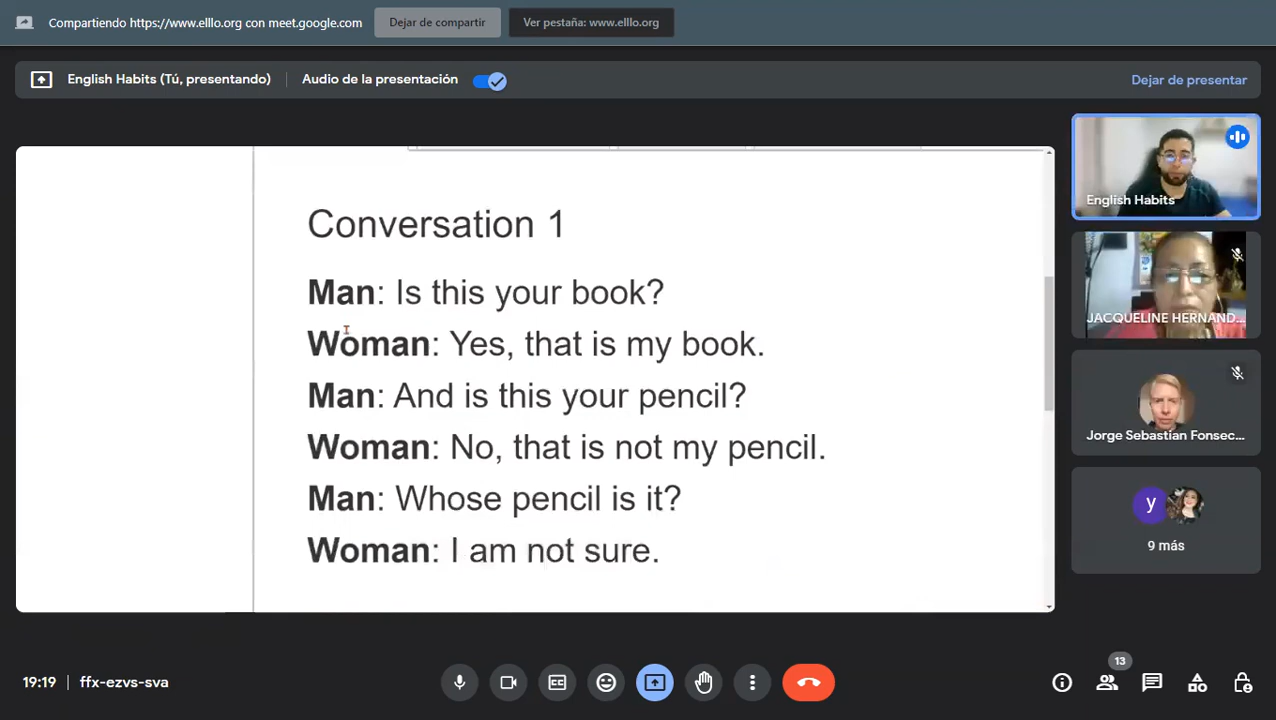 Compartiendo https://www.elllo.org con meet.google.com
Dejar de compartir
Ver pestaña: www.elllo.org
English Habits (Tú, presentando)
Audio de la presentación
Dejar de presentar
Conversation 1
Man: Is this your book?
Woman: Yes, that is my book.
Man: And is this your pencil?
Woman: No, that is not my pencil.
Man: Whose pencil is it?
Woman: I am not sure.
English Habits
JACQUELINE HERNAND...
Jorge Sebastian Fonsec...
y
9 más
19:19
ffx-ezvs-sva
13